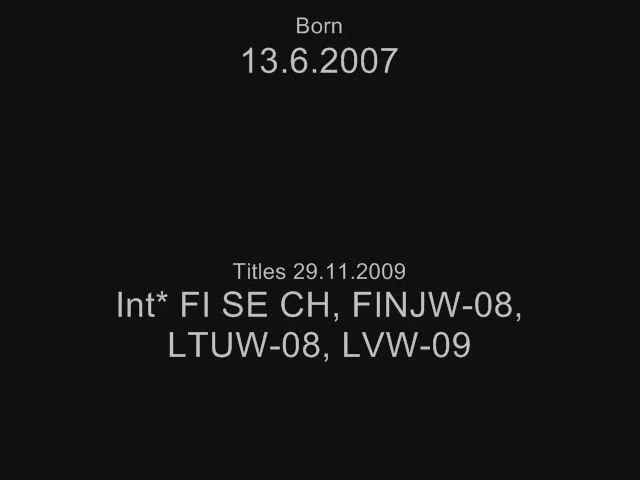 Born
13.6.2007
Titles 29.11.2009
Int* FI SE CH, FINJW-08,
LTUW-08, LVW-09